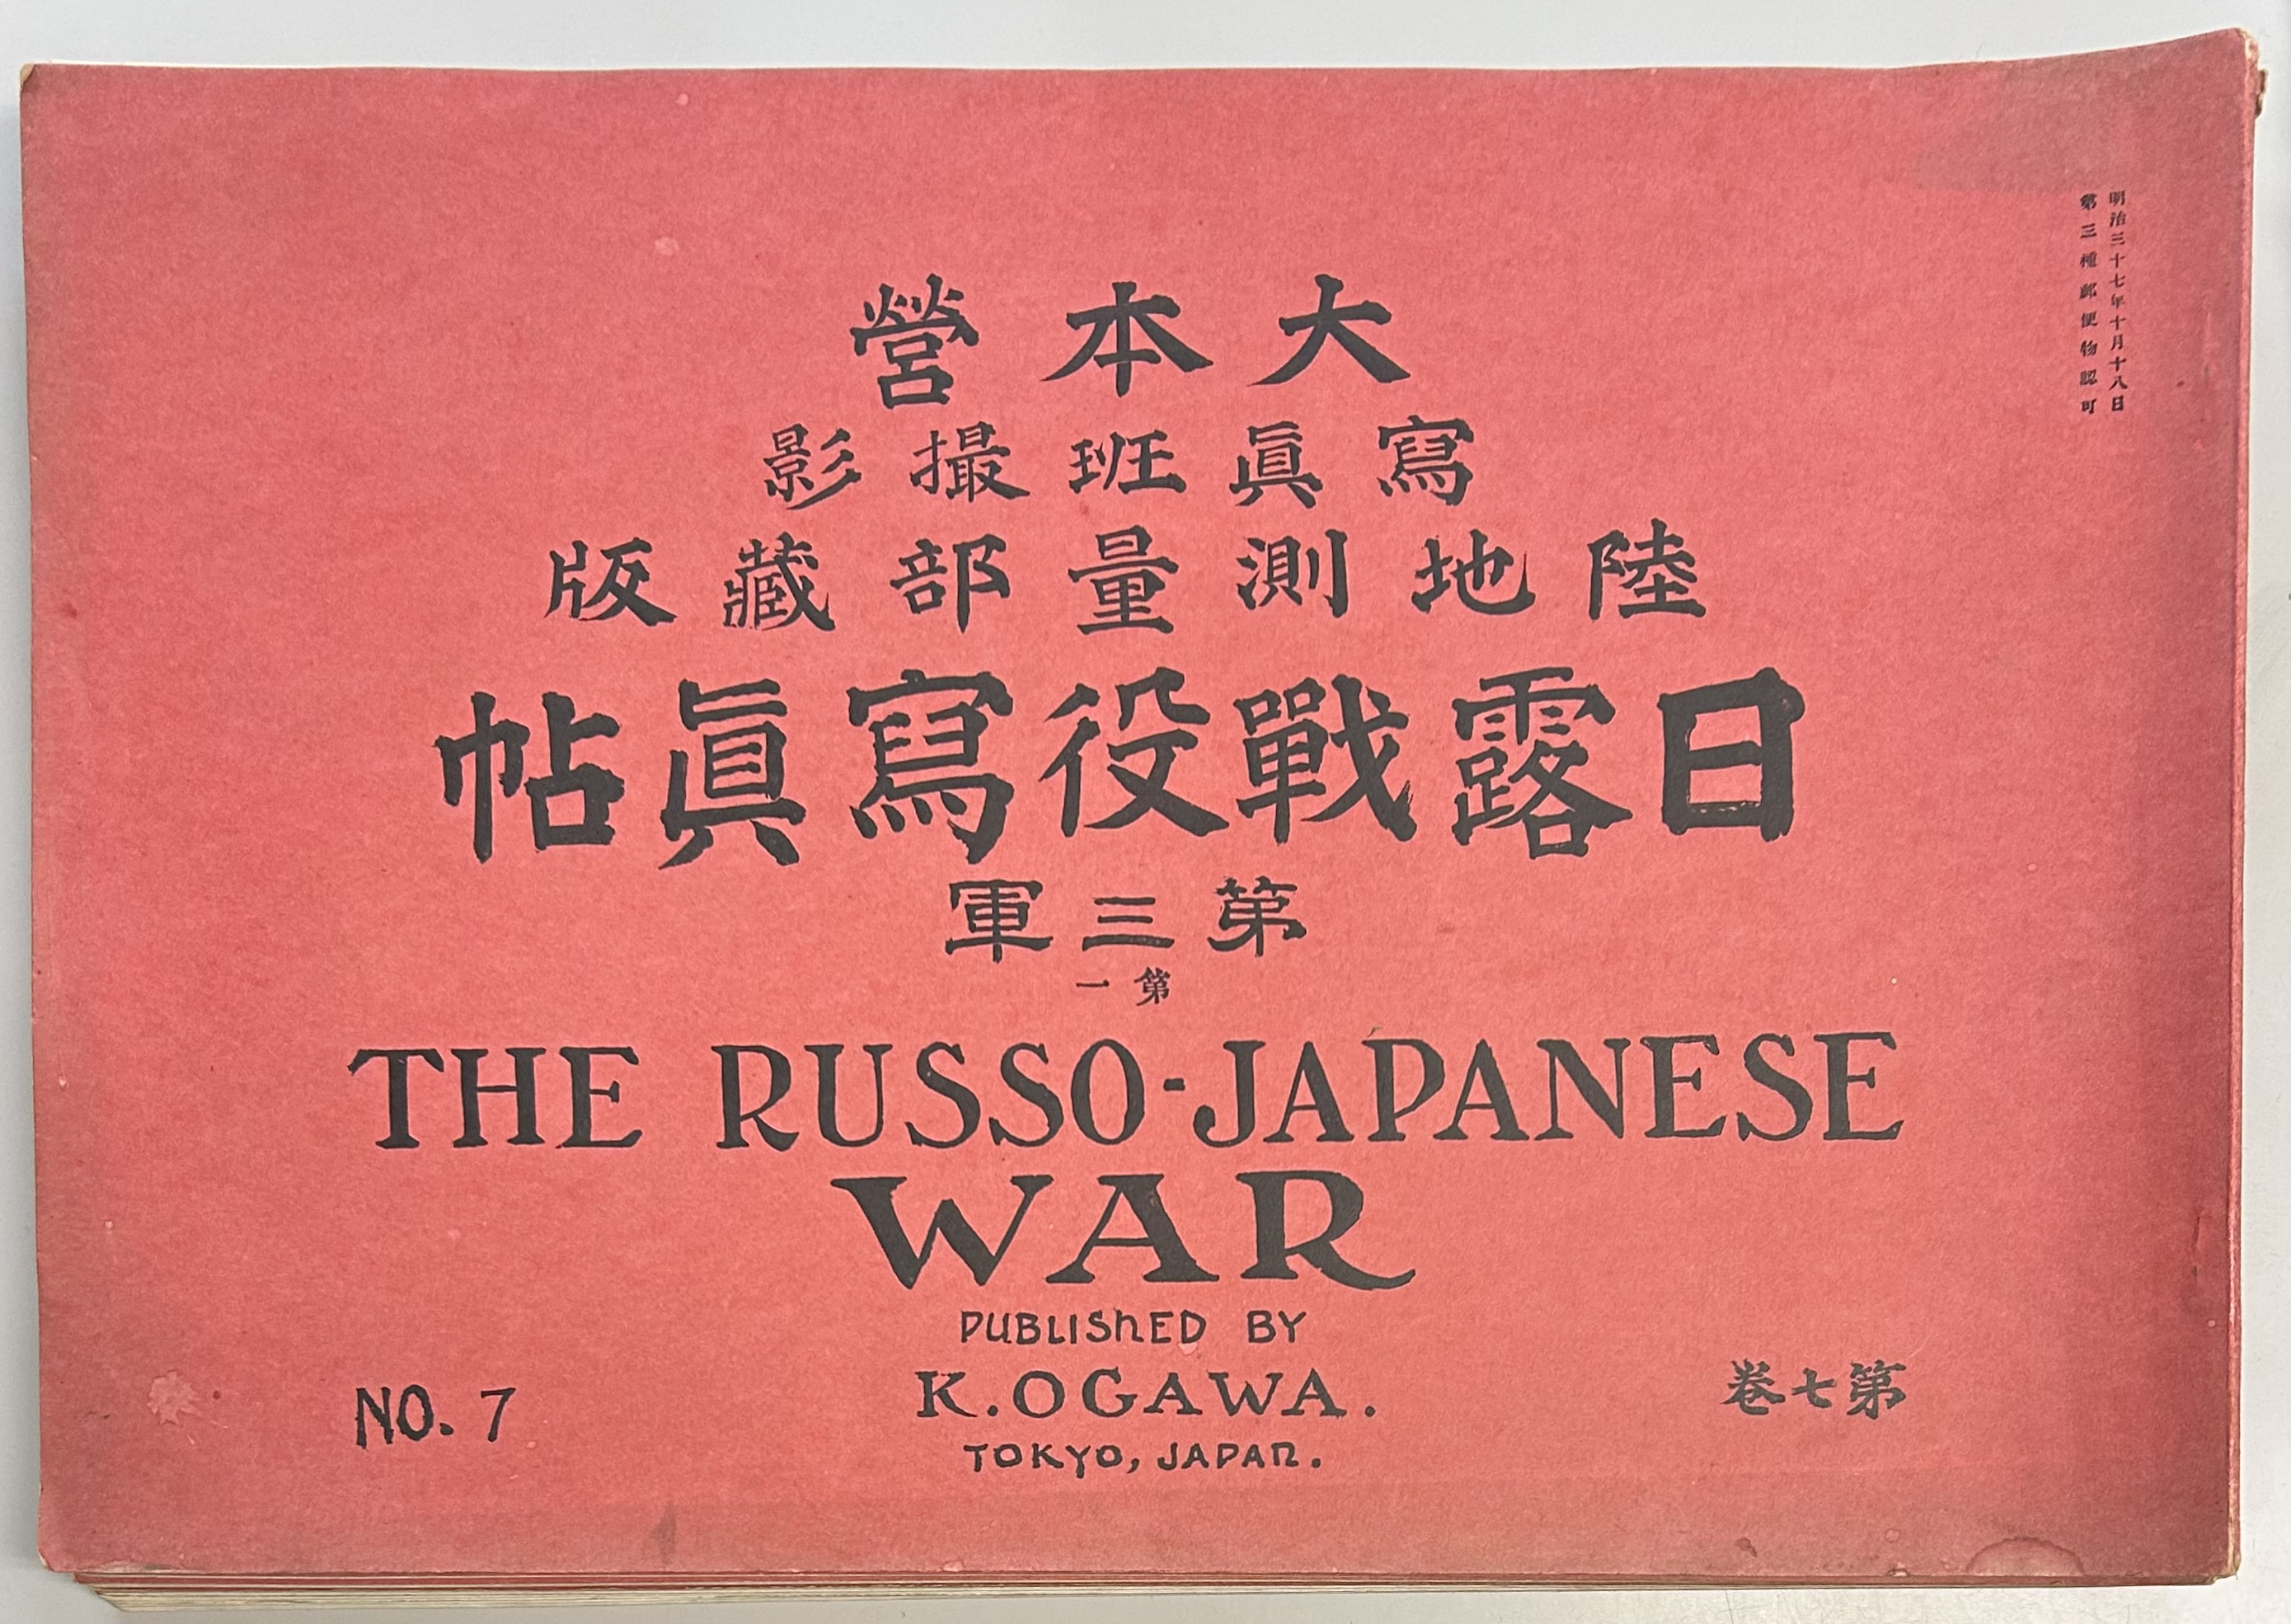 明治三十七年十月十八日
第三種郵便物認可
大本營
寫眞班撮影
陸地測量部藏版
日露戰役寫眞帖
第三軍
第一
THE RUSSO-JAPANESE
WAR
PUBLISHED BY
K. OGAWA.
TOKYO, JAPAN.
NO. 7
第七卷